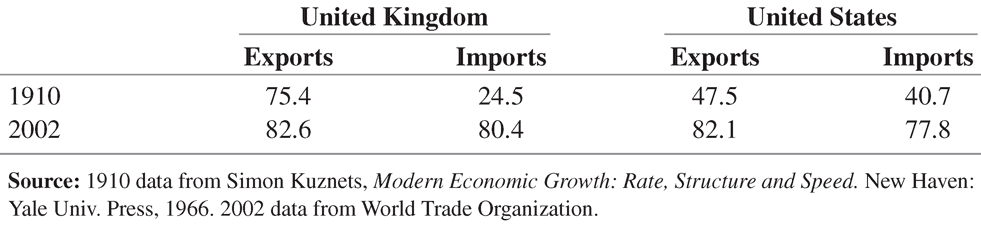 United Kingdom United States
Exports Imports Exports Imports
1910 75.4 24.5 47.5 40.7
2002 82.6 80.4 82.1 77.8
Source: 1910 data from Simon Kuznets, Modern Economic Growth: Rate, Structure and Speed. New Haven:
Yale Univ. Press, 1966. 2002 data from World Trade Organization.